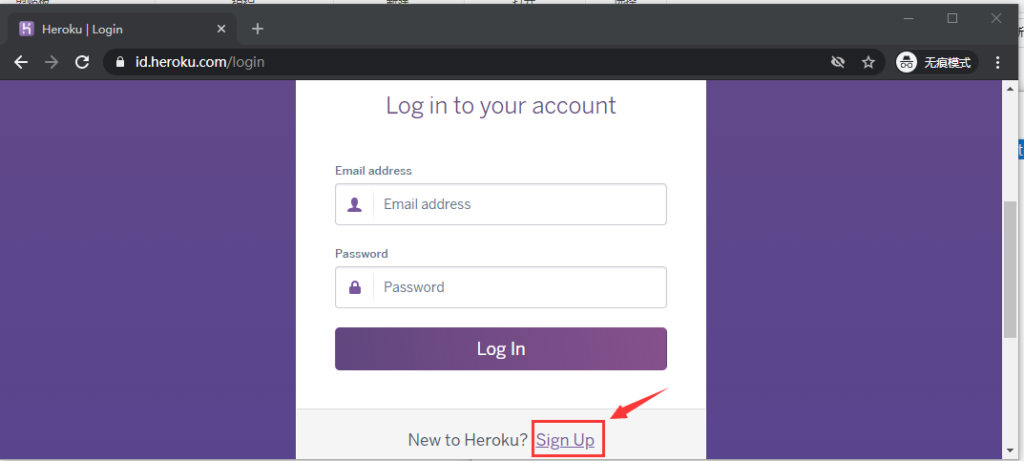 Heroku | Login
id.heroku.com/login
无痕模式
Log in to your account
Email address
Email address
Password
Password
Log In
New to Heroku? Sign Up